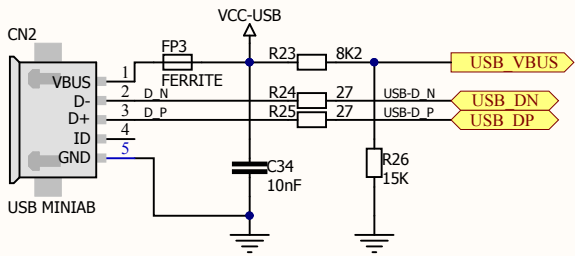 VCC-USB
CN2
FP3
R23 8K2
USB_VBUS
VBUS 1
FERRITE
D- 2 D_N R24 27 USB-D_N USB_DN
D+ 3 D_P R25 27 USB-D_P USB_DP
ID 4
GND 5
C34
10nF
R26
15K
USB MINIAB